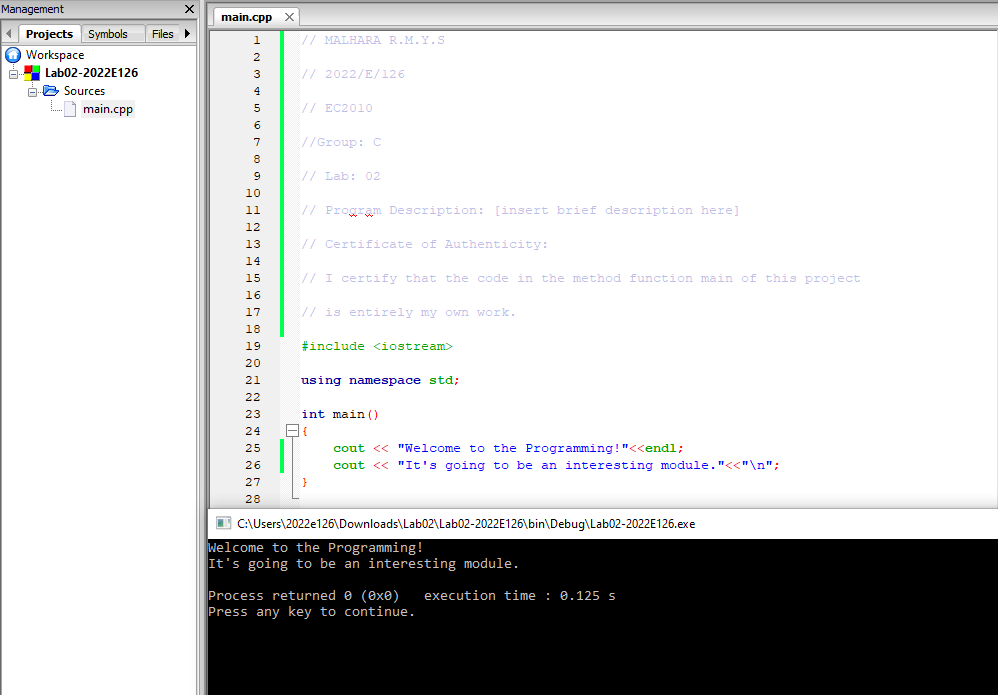 Management
main.cpp
Projects Symbols Files
Workspace
Lab02-2022E126
Sources
main.cpp
1 // MALHARA R.M.Y.S
2
3 // 2022/E/126
4
5 // EC2010
6
7 //Group: C
8
9 // Lab: 02
10
11 // Program Description: [insert brief description here]
12
13 // Certificate of Authenticity:
14
15 // I certify that the code in the method function main of this project
16
17 // is entirely my own work.
18
19 #include <iostream>
20
21 using namespace std;
22
23 int main()
24 {
25 cout << "Welcome to the Programming!"<<endl;
26 cout << "It's going to be an interesting module."<<"\n";
27 }
28
C:\Users\2022e126\Downloads\Lab02\Lab02-2022E126\bin\Debug\Lab02-2022E126.exe
Welcome to the Programming!
It's going to be an interesting module.
Process returned 0 (0x0) execution time : 0.125 s
Press any key to continue.